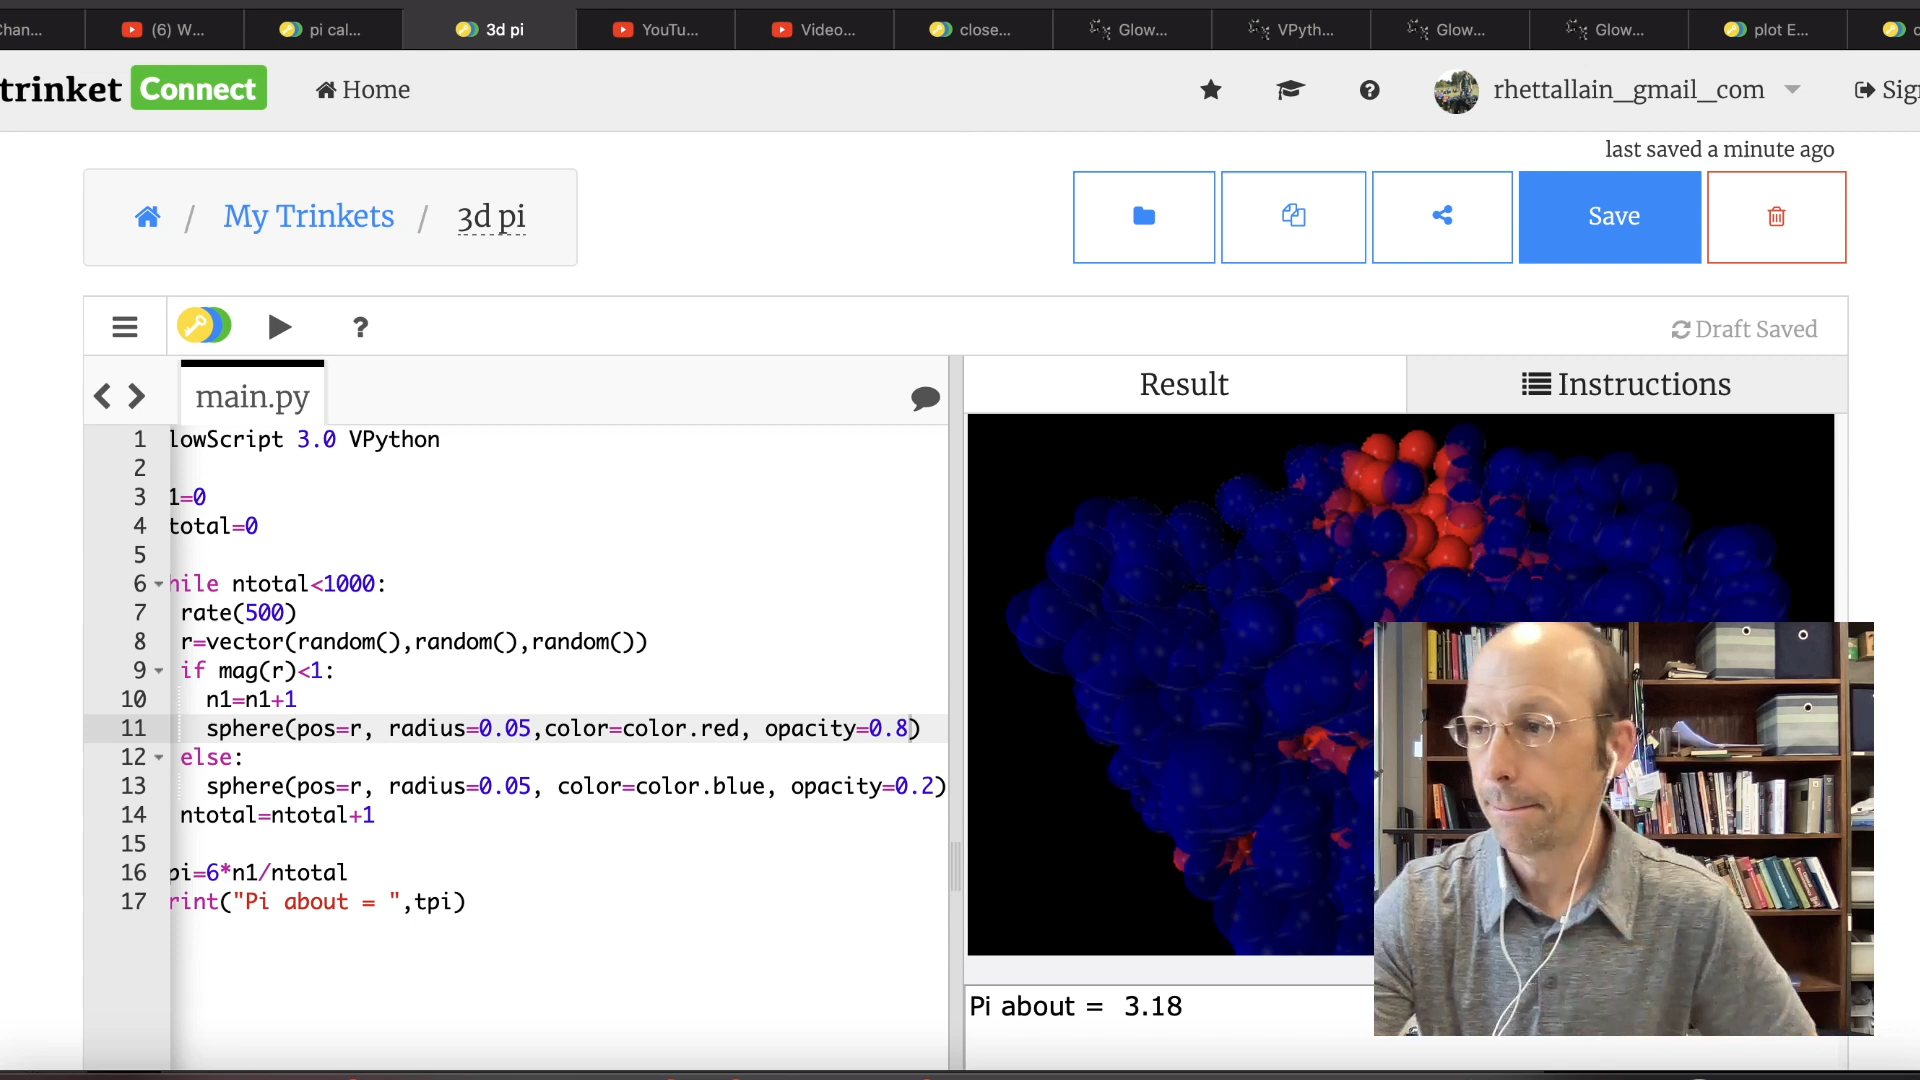 Chan...
(6) W...
pi cal...
3d pi
YouTu...
Video...
close...
Glow...
VPyth...
Glow...
Glow...
plot E...
trinket Connect
Home
rhettallain_gmail_com
Sig
last saved a minute ago
/ My Trinkets / 3d pi
Save
?
Draft Saved
main.py
Result
Instructions
1 lowScript 3.0 VPython
2
3 1=0
4 total=0
5
6 hile ntotal<1000:
7 rate(500)
8 r=vector(random(),random(),random())
9 if mag(r)<1:
10 n1=n1+1
11 sphere(pos=r, radius=0.05,color=color.red, opacity=0.8)
12 else:
13 sphere(pos=r, radius=0.05, color=color.blue, opacity=0.2)
14 ntotal=ntotal+1
15
16 pi=6*n1/ntotal
17 rint("Pi about = ",tpi)
Pi about = 3.18